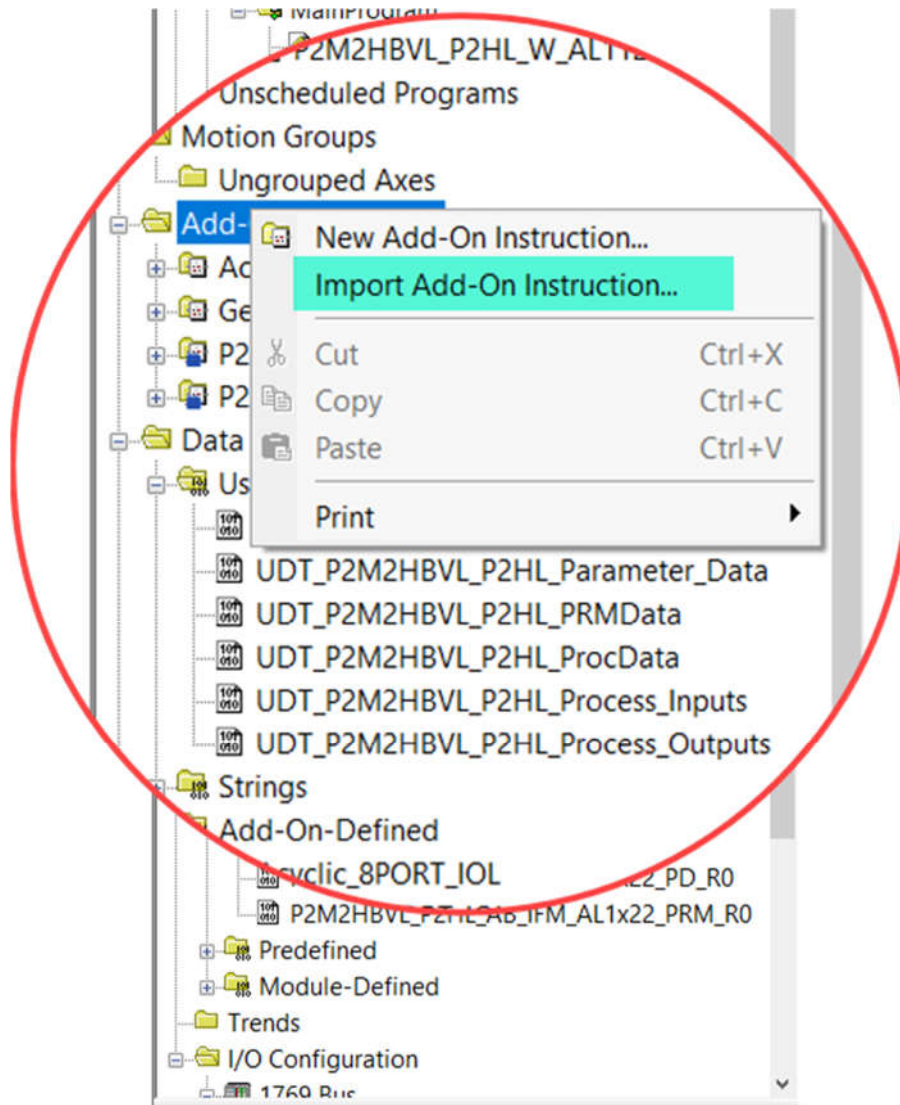 MainProgram
P2M2HBVL_P2HL_W_AL1
Unscheduled Programs
Motion Groups
Ungrouped Axes
Add-
New Add-On Instruction...
Ac
Import Add-On Instruction...
Ge
P2
Cut Ctrl+X
P2
Copy Ctrl+C
Data
Paste Ctrl+V
Us
Print
UDT_P2M2HBVL_P2HL_Parameter_Data
UDT_P2M2HBVL_P2HL_PRMData
UDT_P2M2HBVL_P2HL_ProcData
UDT_P2M2HBVL_P2HL_Process_Inputs
UDT_P2M2HBVL_P2HL_Process_Outputs
Strings
Add-On-Defined
cyclic_8PORT_IOL x22_PD_R0
P2M2HBVL_P2HL_AB_IFM_AL1x22_PRM_R0
Predefined
Module-Defined
Trends
I/O Configuration
1769 Bus